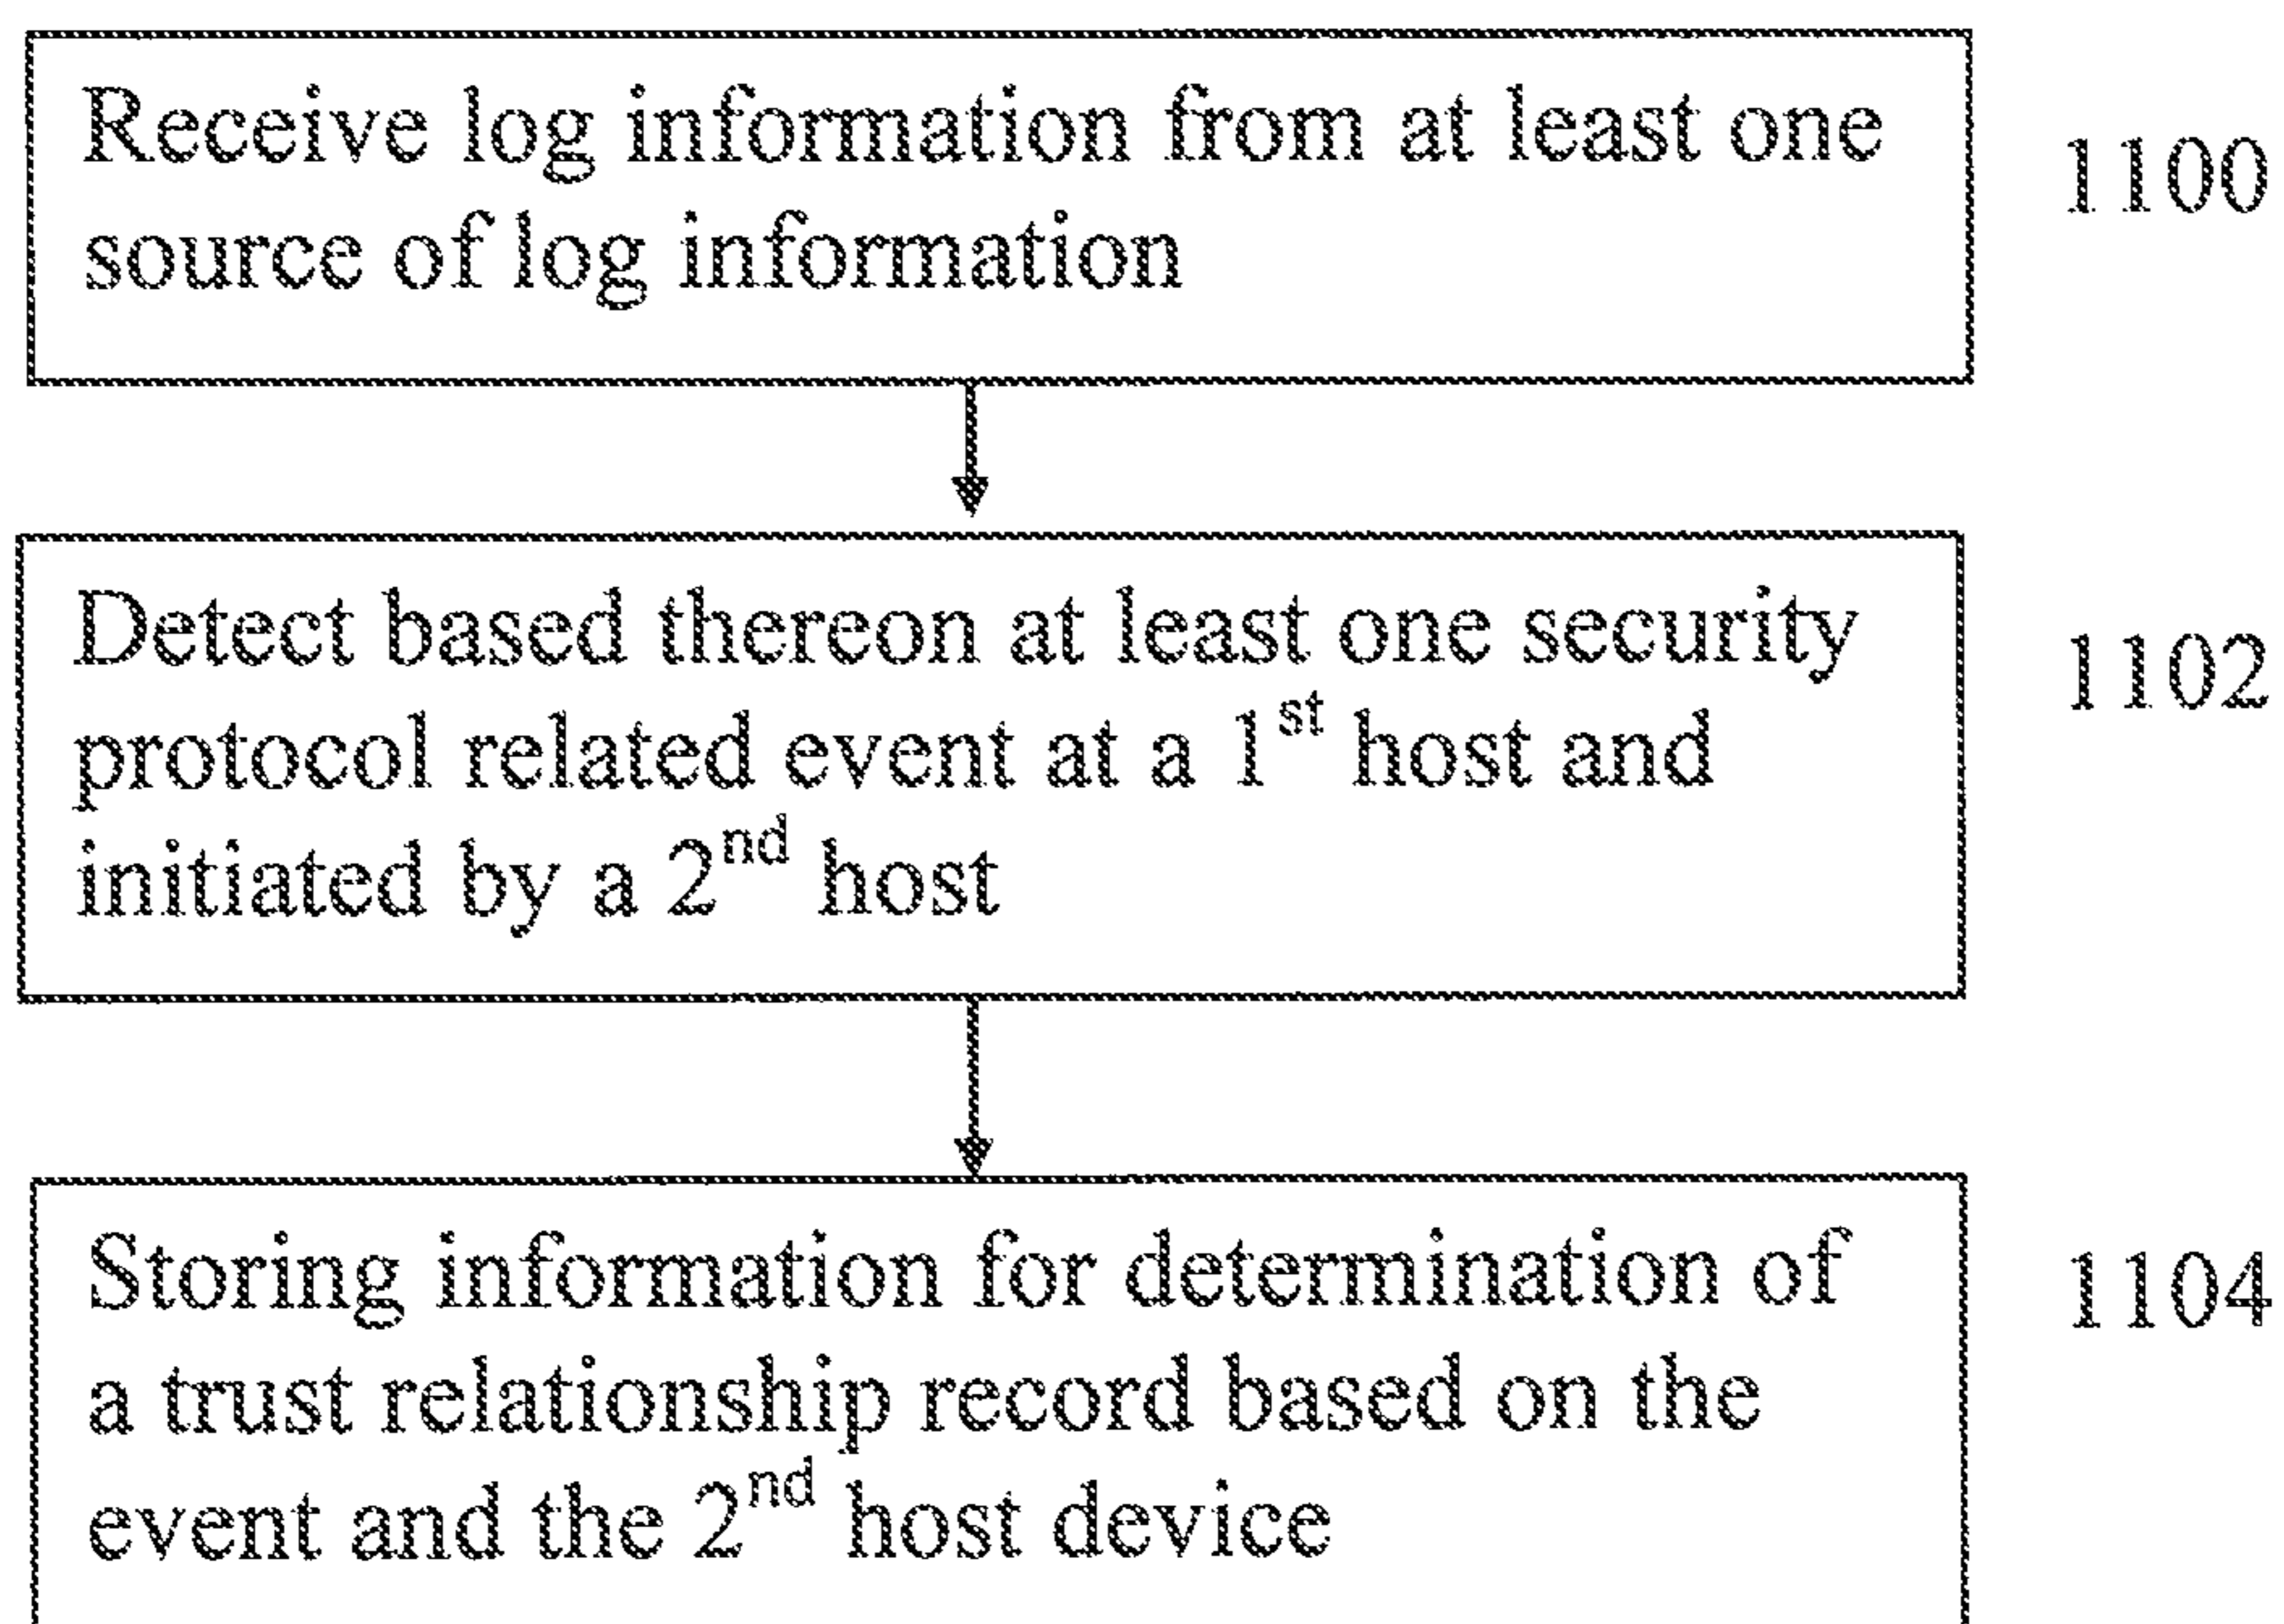 Receive log information from at least one
1100
source of log information
Detect based thereon at least one security
1102
protocol related event at a 1st host and
initiated by a 2nd host
Storing information for determination of
1104
a trust relationship record based on the
event and the 2nd host device